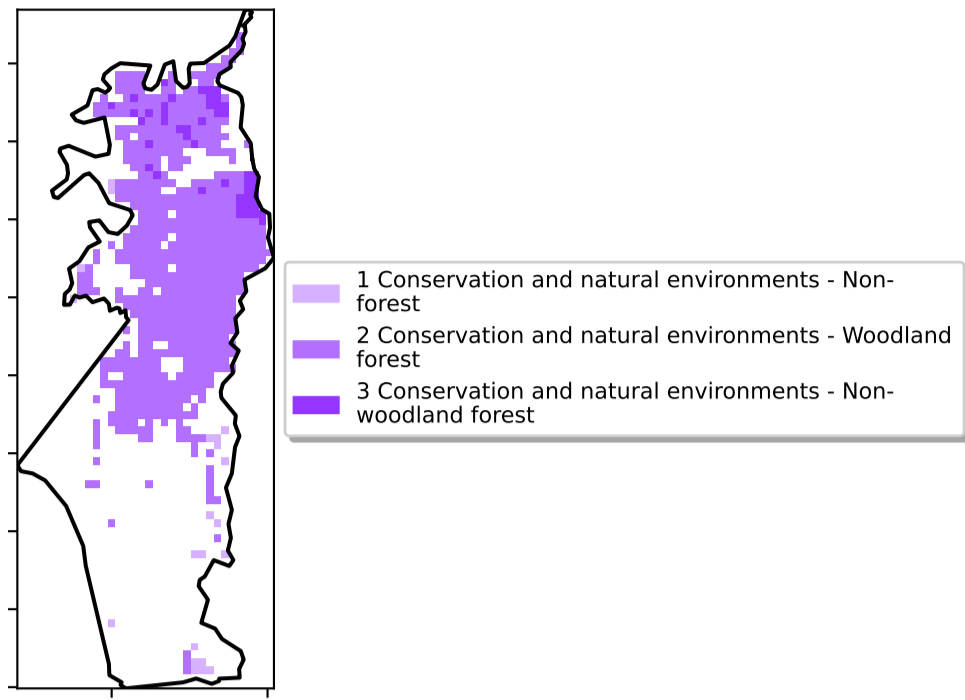 1 Conservation and natural environments - Non-
forest
2 Conservation and natural environments - Woodland
forest
3 Conservation and natural environments - Non-
woodland forest